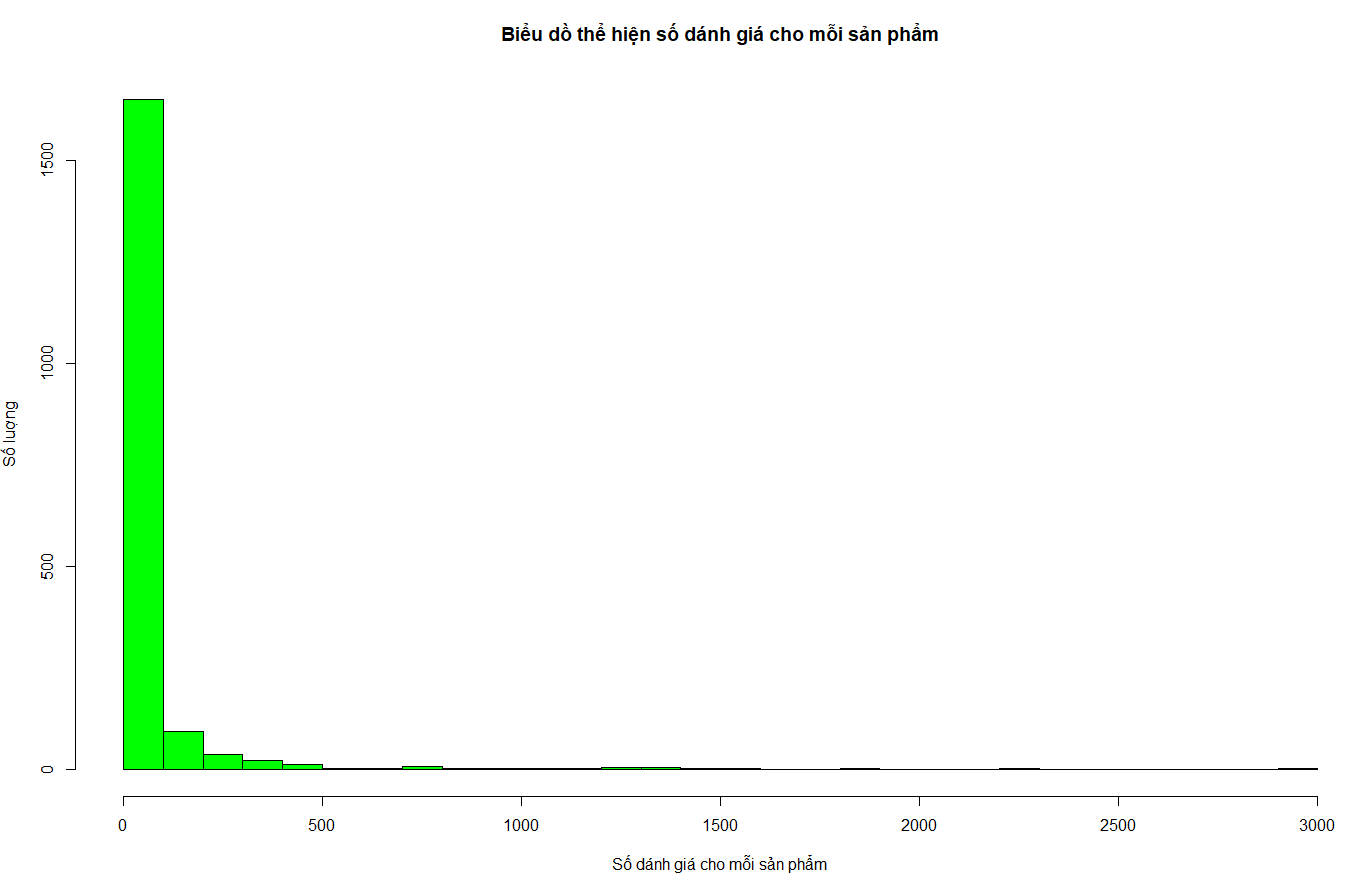 Biểu dồ thể hiện số dánh giá cho mỗi sản phẩm
Số luợng
1500
1000
500
0
0 500 1000 1500 2000 2500 3000
Số dánh giá cho mỗi sản phẩm